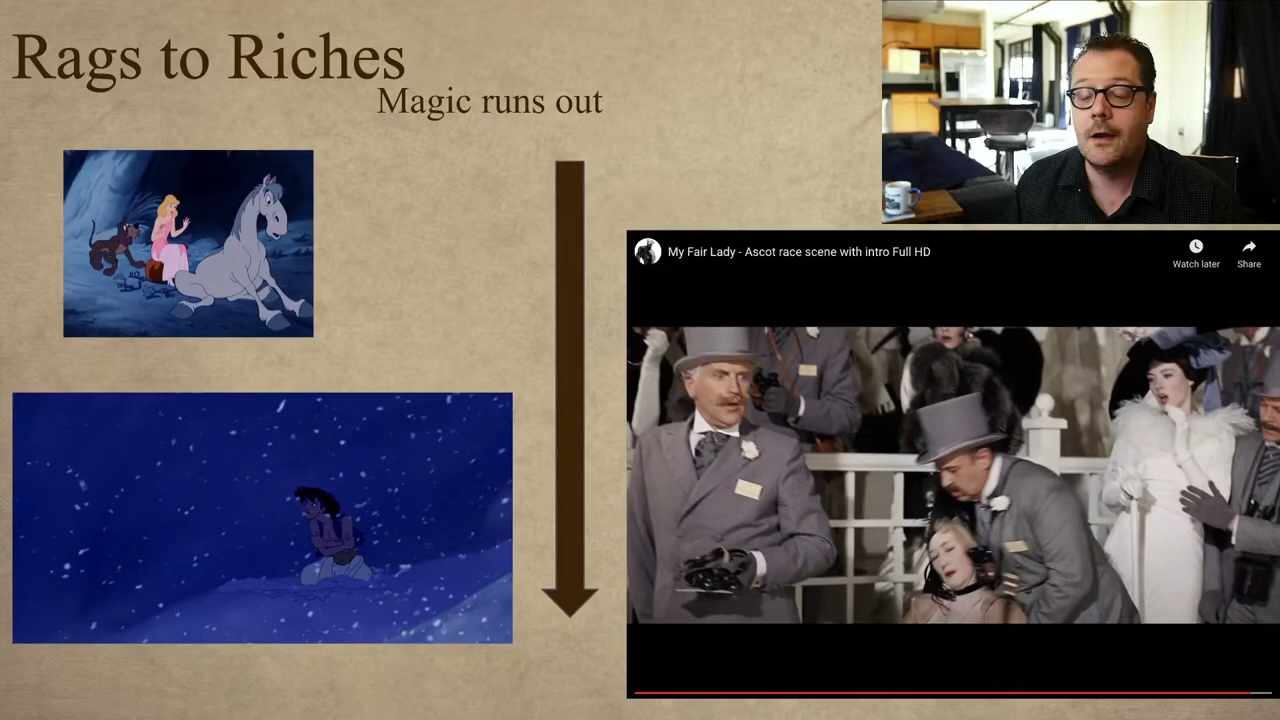 Rags to Riches
Magic runs out
My Fair Lady - Ascot race scene with intro Full HD
Watch later
Share